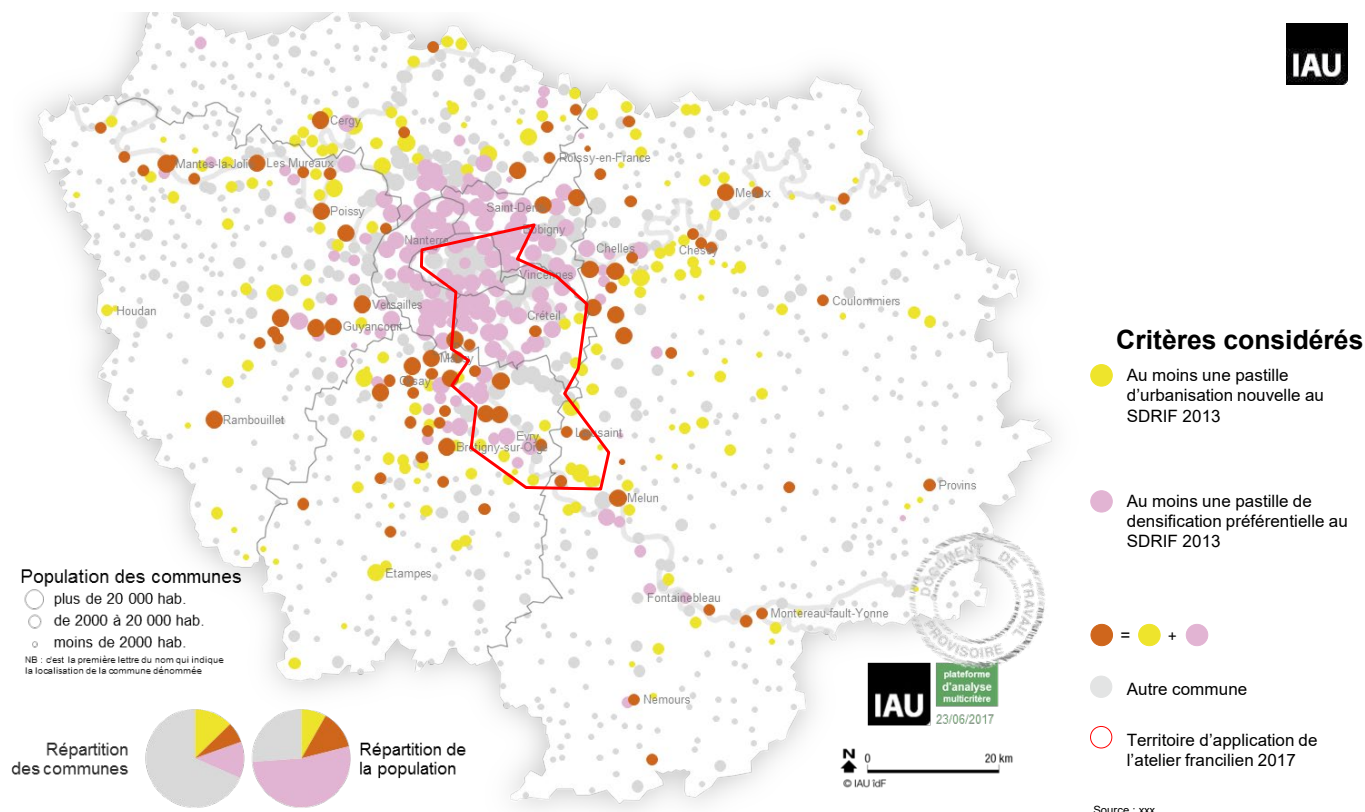 IAU
Cergy
Mantes-la-Jolie
Les Mureaux
Roissy-en-France
Meaux
Poissy
Saint-Denis
Bobigny
Nanterre
Chelles
Chessy
Vincennes
Houdan
Versailles
Coulommiers
Guyancourt
Créteil
Massy
Orsay
Rambouillet
Evry
Lieusaint
Brétigny-sur-Orge
Provins
Melun
Etampes
Fontainebleau
Montereau-fault-Yonne
Nemours
Critères considérés
Au moins une pastille
d'urbanisation nouvelle au
SDRIF 2013
Au moins une pastille de
densification préférentielle au
SDRIF 2013
= +
Autre commune
Territoire d'application de
l'atelier francilien 2017
Source : xxx
Population des communes
plus de 20 000 hab.
de 2000 à 20 000 hab.
moins de 2000 hab.
NB : c'est la première lettre du nom qui indique
la localisation de la commune dénommée
Répartition
des communes
Répartition de
la population
DOCUMENT DE TRAVAIL
PROVISOIRE
IAU
plateforme
d'analyse
multicritère
23/06/2017
N
0 20 km
© IAU îdF